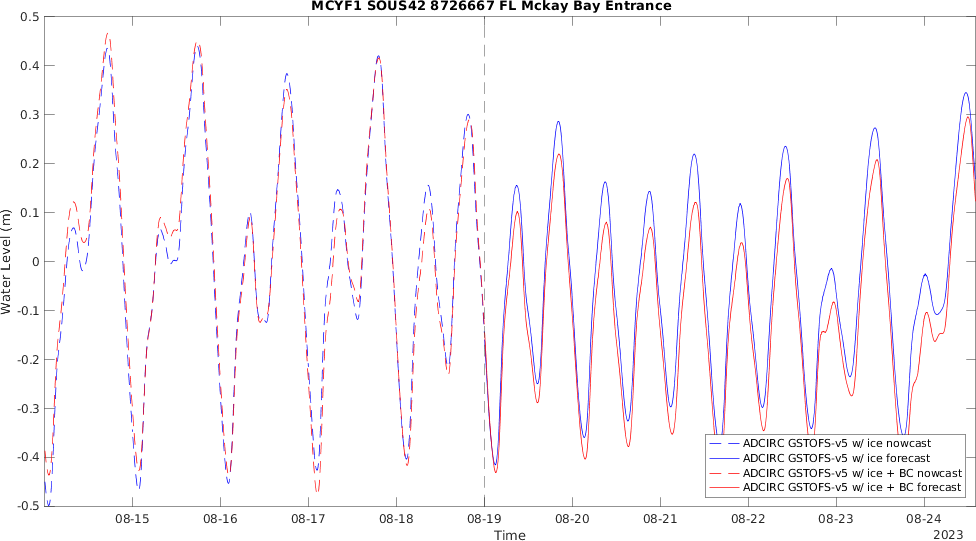 MCYF1 SOUS42 8726667 FL Mckay Bay Entrance
0.5
0.4
0.3
0.2
0.1
0
-0.1
-0.2
-0.3
-0.4
-0.5
Water Level (m)
ADCIRC GSTOFS-v5 w/ ice nowcast
ADCIRC GSTOFS-v5 w/ ice forecast
ADCIRC GSTOFS-v5 w/ ice + BC nowcast
ADCIRC GSTOFS-v5 w/ ice + BC forecast
08-15 08-16 08-17 08-18 08-19 08-20 08-21 08-22 08-23 08-24
Time
2023